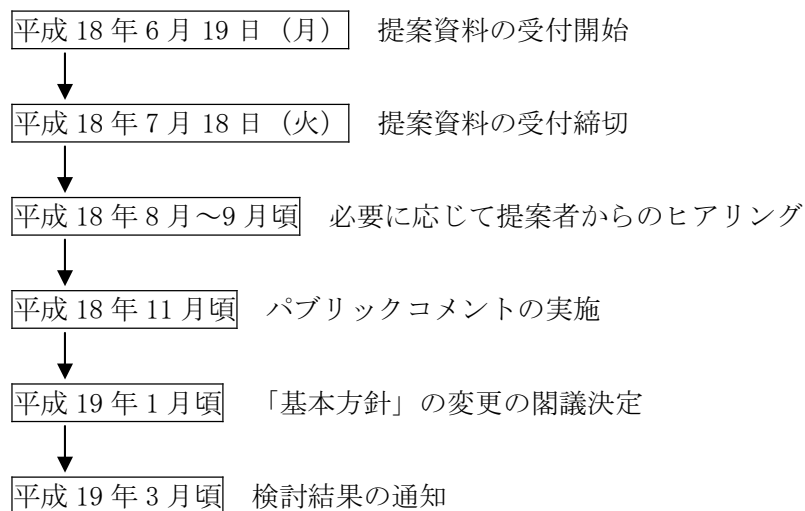 平成 18 年 6 月 19 日（月） 提案資料の受付開始
平成 18 年 7 月 18 日（火） 提案資料の受付締切
平成 18 年 8 月～9 月頃 必要に応じて提案者からのヒアリング
平成 18 年 11 月頃 パブリックコメントの実施
平成 19 年 1 月頃 「基本方針」の変更の閣議決定
平成 19 年 3 月頃 検討結果の通知